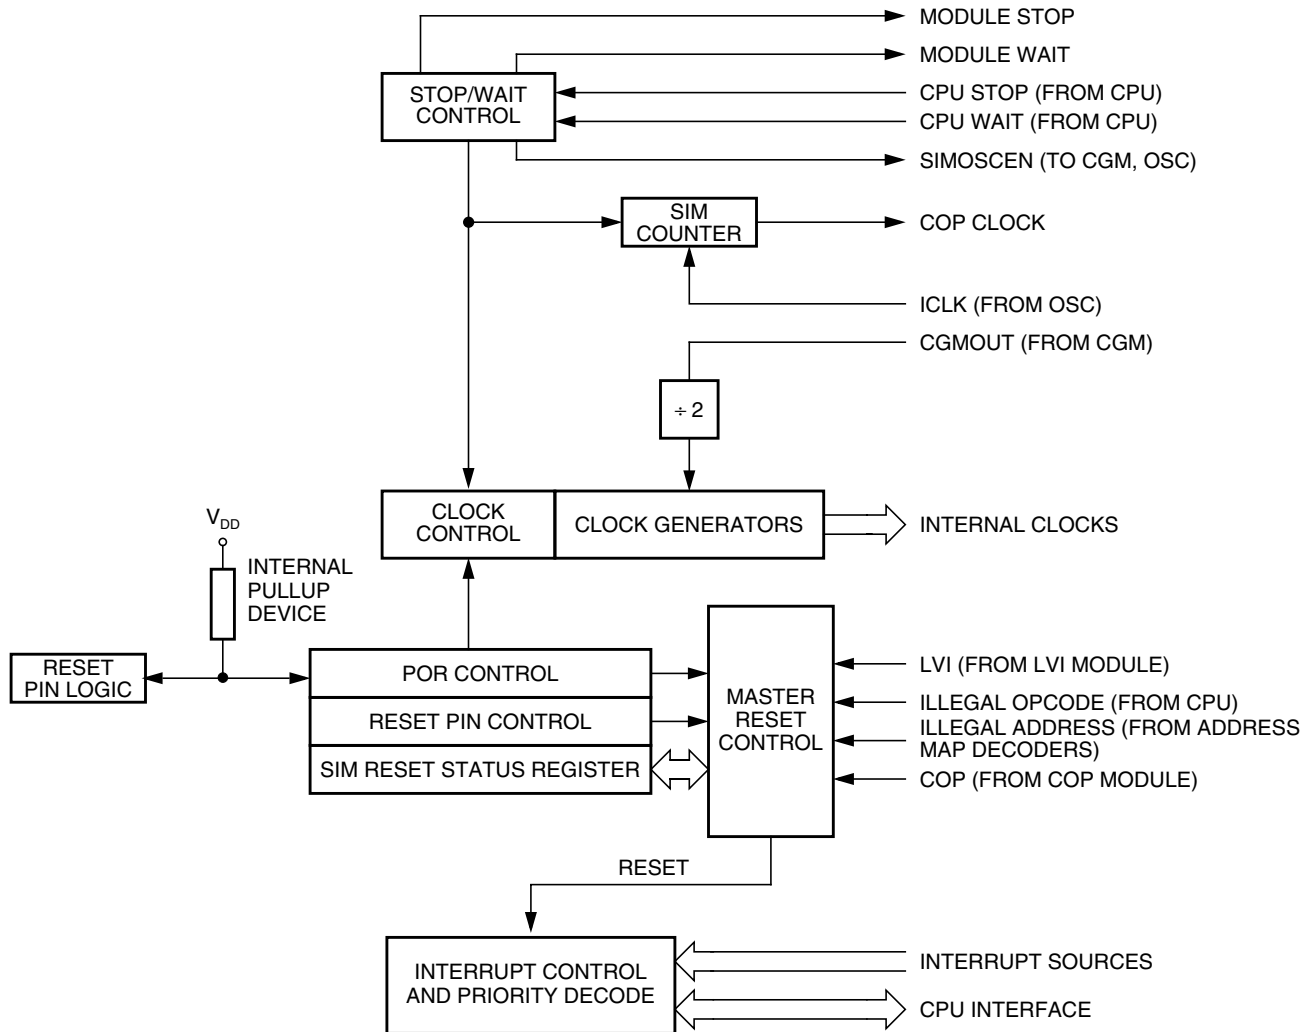 MODULE STOP
MODULE WAIT
STOP/WAIT
CONTROL
CPU STOP (FROM CPU)
CPU WAIT (FROM CPU)
SIMOSCEN (TO CGM, OSC)
SIM
COUNTER
COP CLOCK
ICLK (FROM OSC)
CGMOUT (FROM CGM)
÷ 2
CLOCK
CONTROL
CLOCK GENERATORS
INTERNAL CLOCKS
VDD
INTERNAL
PULLUP
DEVICE
RESET
PIN LOGIC
POR CONTROL
RESET PIN CONTROL
SIM RESET STATUS REGISTER
MASTER
RESET
CONTROL
LVI (FROM LVI MODULE)
ILLEGAL OPCODE (FROM CPU)
ILLEGAL ADDRESS (FROM ADDRESS
MAP DECODERS)
COP (FROM COP MODULE)
RESET
INTERRUPT CONTROL
AND PRIORITY DECODE
INTERRUPT SOURCES
CPU INTERFACE